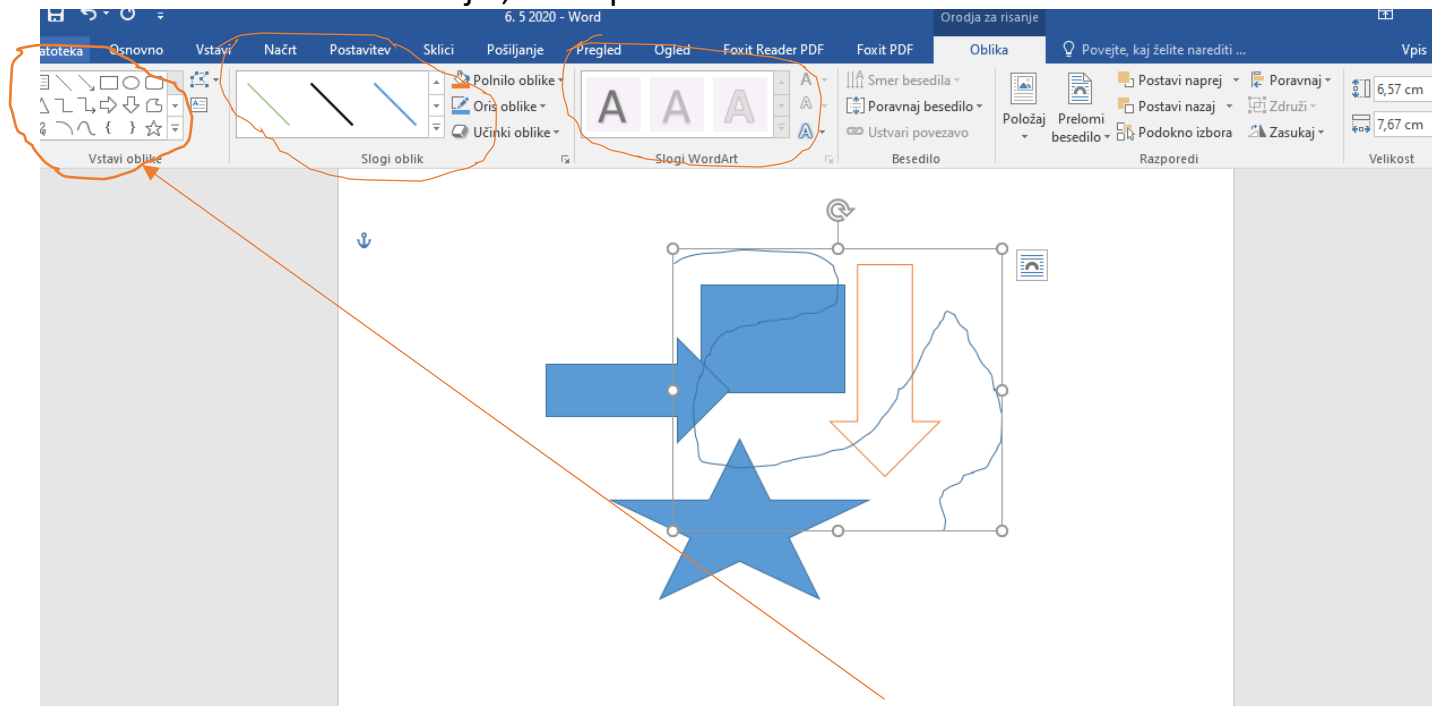 6. 5 2020 - Word
Orodja za risanje
atoteka Osnovno Vstavi Načrt Postavitev Sklici Pošiljanje Pregled Ogled Foxit Reader PDF Foxit PDF Oblika Povejte, kaj želite narediti ... Vpis
Polnilo oblike
Oris oblike
Učinki oblike
A A A
Smer besedila
Poravnaj besedilo
Ustvari povezavo
Položaj
Prelomi besedilo
Postavi naprej
Postavi nazaj
Podokno izbora
Poravnaj
Združi
Zasukaj
6,57 cm
7,67 cm
Vstavi oblike Slogi oblik Slogi WordArt Besedilo Razporedi Velikost